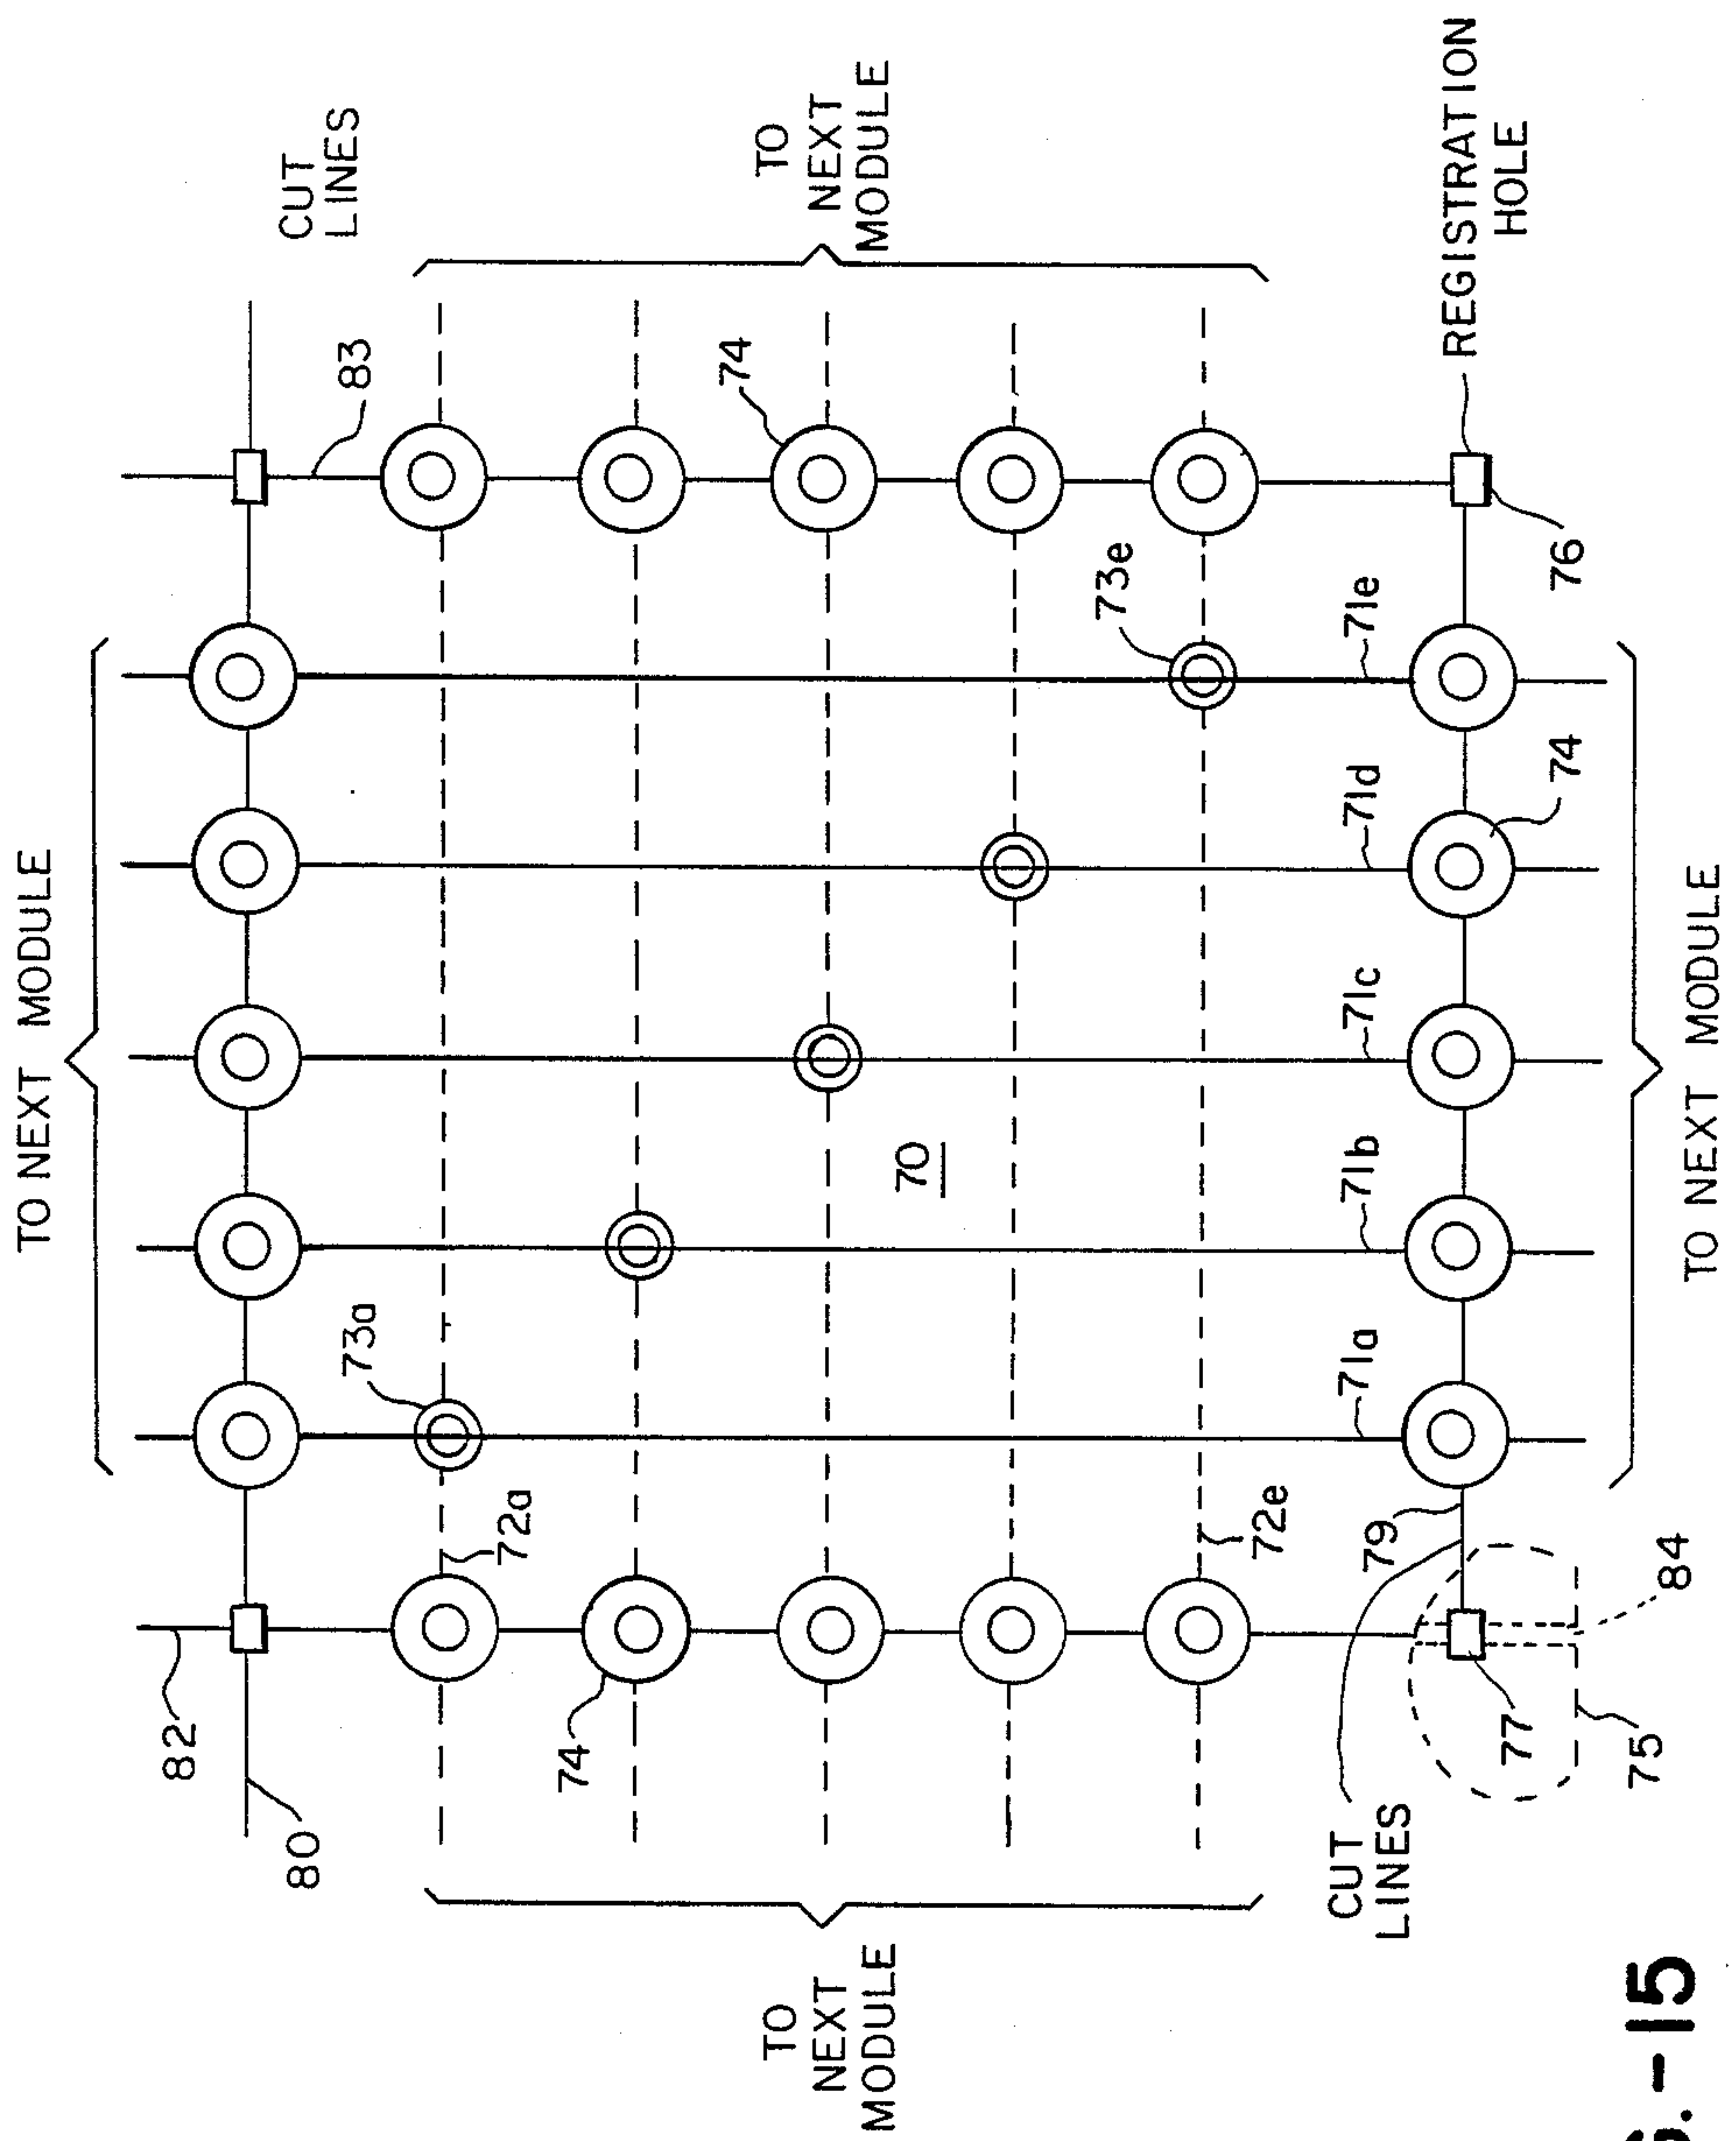 TO NEXT MODULE
82
CUT
LINES
80
73a
83
72a
74
74
TO
NEXT
MODULE
TO
NEXT
MODULE
70
73e
72e
CUT
LINES
71a
71b
71c
71d
71e
79
REGISTRATION
HOLE
77
74
76
75
84
TO NEXT MODULE
G.-15